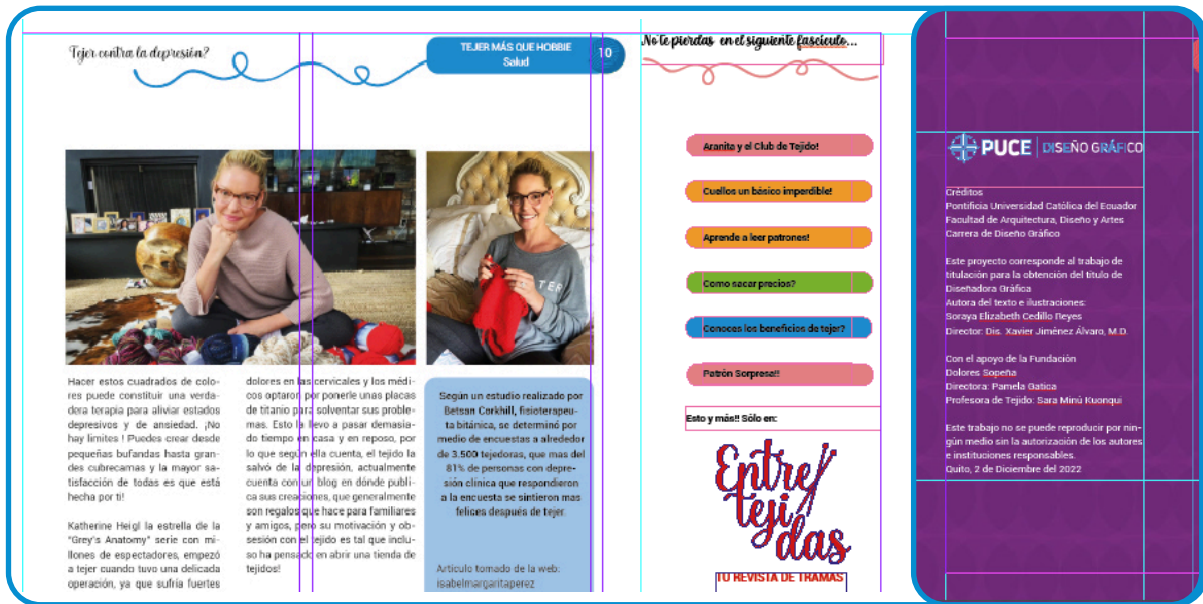 Tejer contra la depresión?
TEJER MÁS QUE HOBBIE
Salud
10
Hacer estos cuadrados de colo-
res puede constituir una verda-
dera terapia para aliviar estados
depresivos y de ansiedad. ¡No
hay limites ! Puedes crear desde
pequeñas bufandas hasta gran-
des cubrecamas y la mayor sa-
tisfacción de todas es que está
hecha por ti!
Katherine Heigl la estrella de la
"Grey's Anatomy" serie con mi-
llones de espectadores, empezó
a tejer cuando tuvo una delicada
operación, ya que sufría fuertes
dolores en las cervicales y los médi-
cos optaron por ponerle unas placas
de titanio para solventar sus proble-
mas. Esto la llevo a pasar demasia-
do tiempo en casa y en reposo, por
lo que según ella cuenta, el tejido la
salvó de la depresión, actualmente
cuenta con un blog en dónde publi-
ca sus creaciones, que generalmente
son regalos que hace para familiares
y amigos, pero su motivación y ob-
sesión con el tejido es tal que inclu-
so ha pensado en abrir una tienda de
tejidos!
Según un estudio realizado por
Betsan Corkhill, fisioterapeu-
ta bitánica, se determinó por
medio de encuestas a alrededor
de 3.500 tejedoras, que mas del
81% de personas con depre-
sión clínica que respondieron
a la encuesta se sintieron mas
felices después de tejer.
Artículo tomado de la web:
isabelmargaritaperez
No te pierdas en el siguiente fascículo...
Aranita y el Club de Tejido!
Cuellos un básico imperdible!
Aprende a leer patrones!
Como sacar precios?
Conoces los beneficios de tejer?
Patrón Sorpresa!!
Esto y más!! Sólo en:
Entre
teji
das
TU REVISTA DE TRAMAS
PUCE DISEÑO GRÁFICO
Créditos
Pontificia Universidad Católica del Ecuador
Facultad de Arquitectura, Diseño y Artes
Carrera de Diseño Gráfico
Este proyecto corresponde al trabajo de
titulación para la obtención del título de
Diseñadora Gráfica
Autora del texto e ilustraciones:
Soraya Elizabeth Cedillo Reyes
Director: Dis. Xavier Jiménez Álvaro, M.D.
Con el apoyo de la Fundación
Dolores Sopeña
Directora: Pamela Gatica
Profesora de Tejido: Sara Minú Kuonqui
Este trabajo no se puede reproducir por nin-
gún medio sin la autorización de los autores
e instituciones responsables.
Quito, 2 de Diciembre del 2022